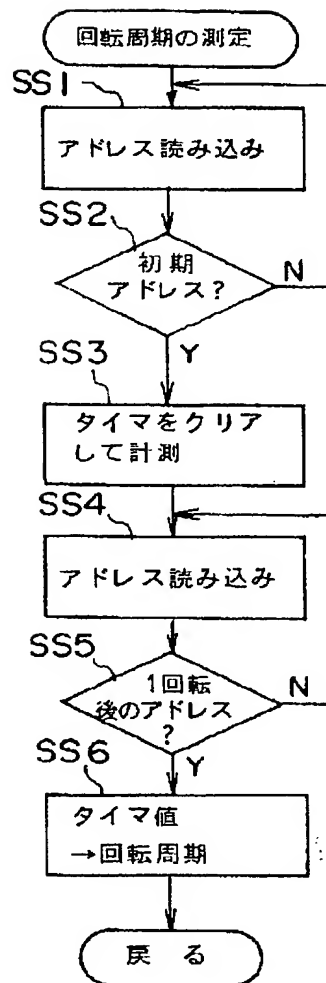 回転周期の測定
SS1
アドレス読み込み
SS2
初期
アドレス?
N
Y
SS3
タイマをクリア
して計測
SS4
アドレス読み込み
SS5
1回転
後のアドレス
?
N
Y
SS6
タイマ値
→回転周期
戻る